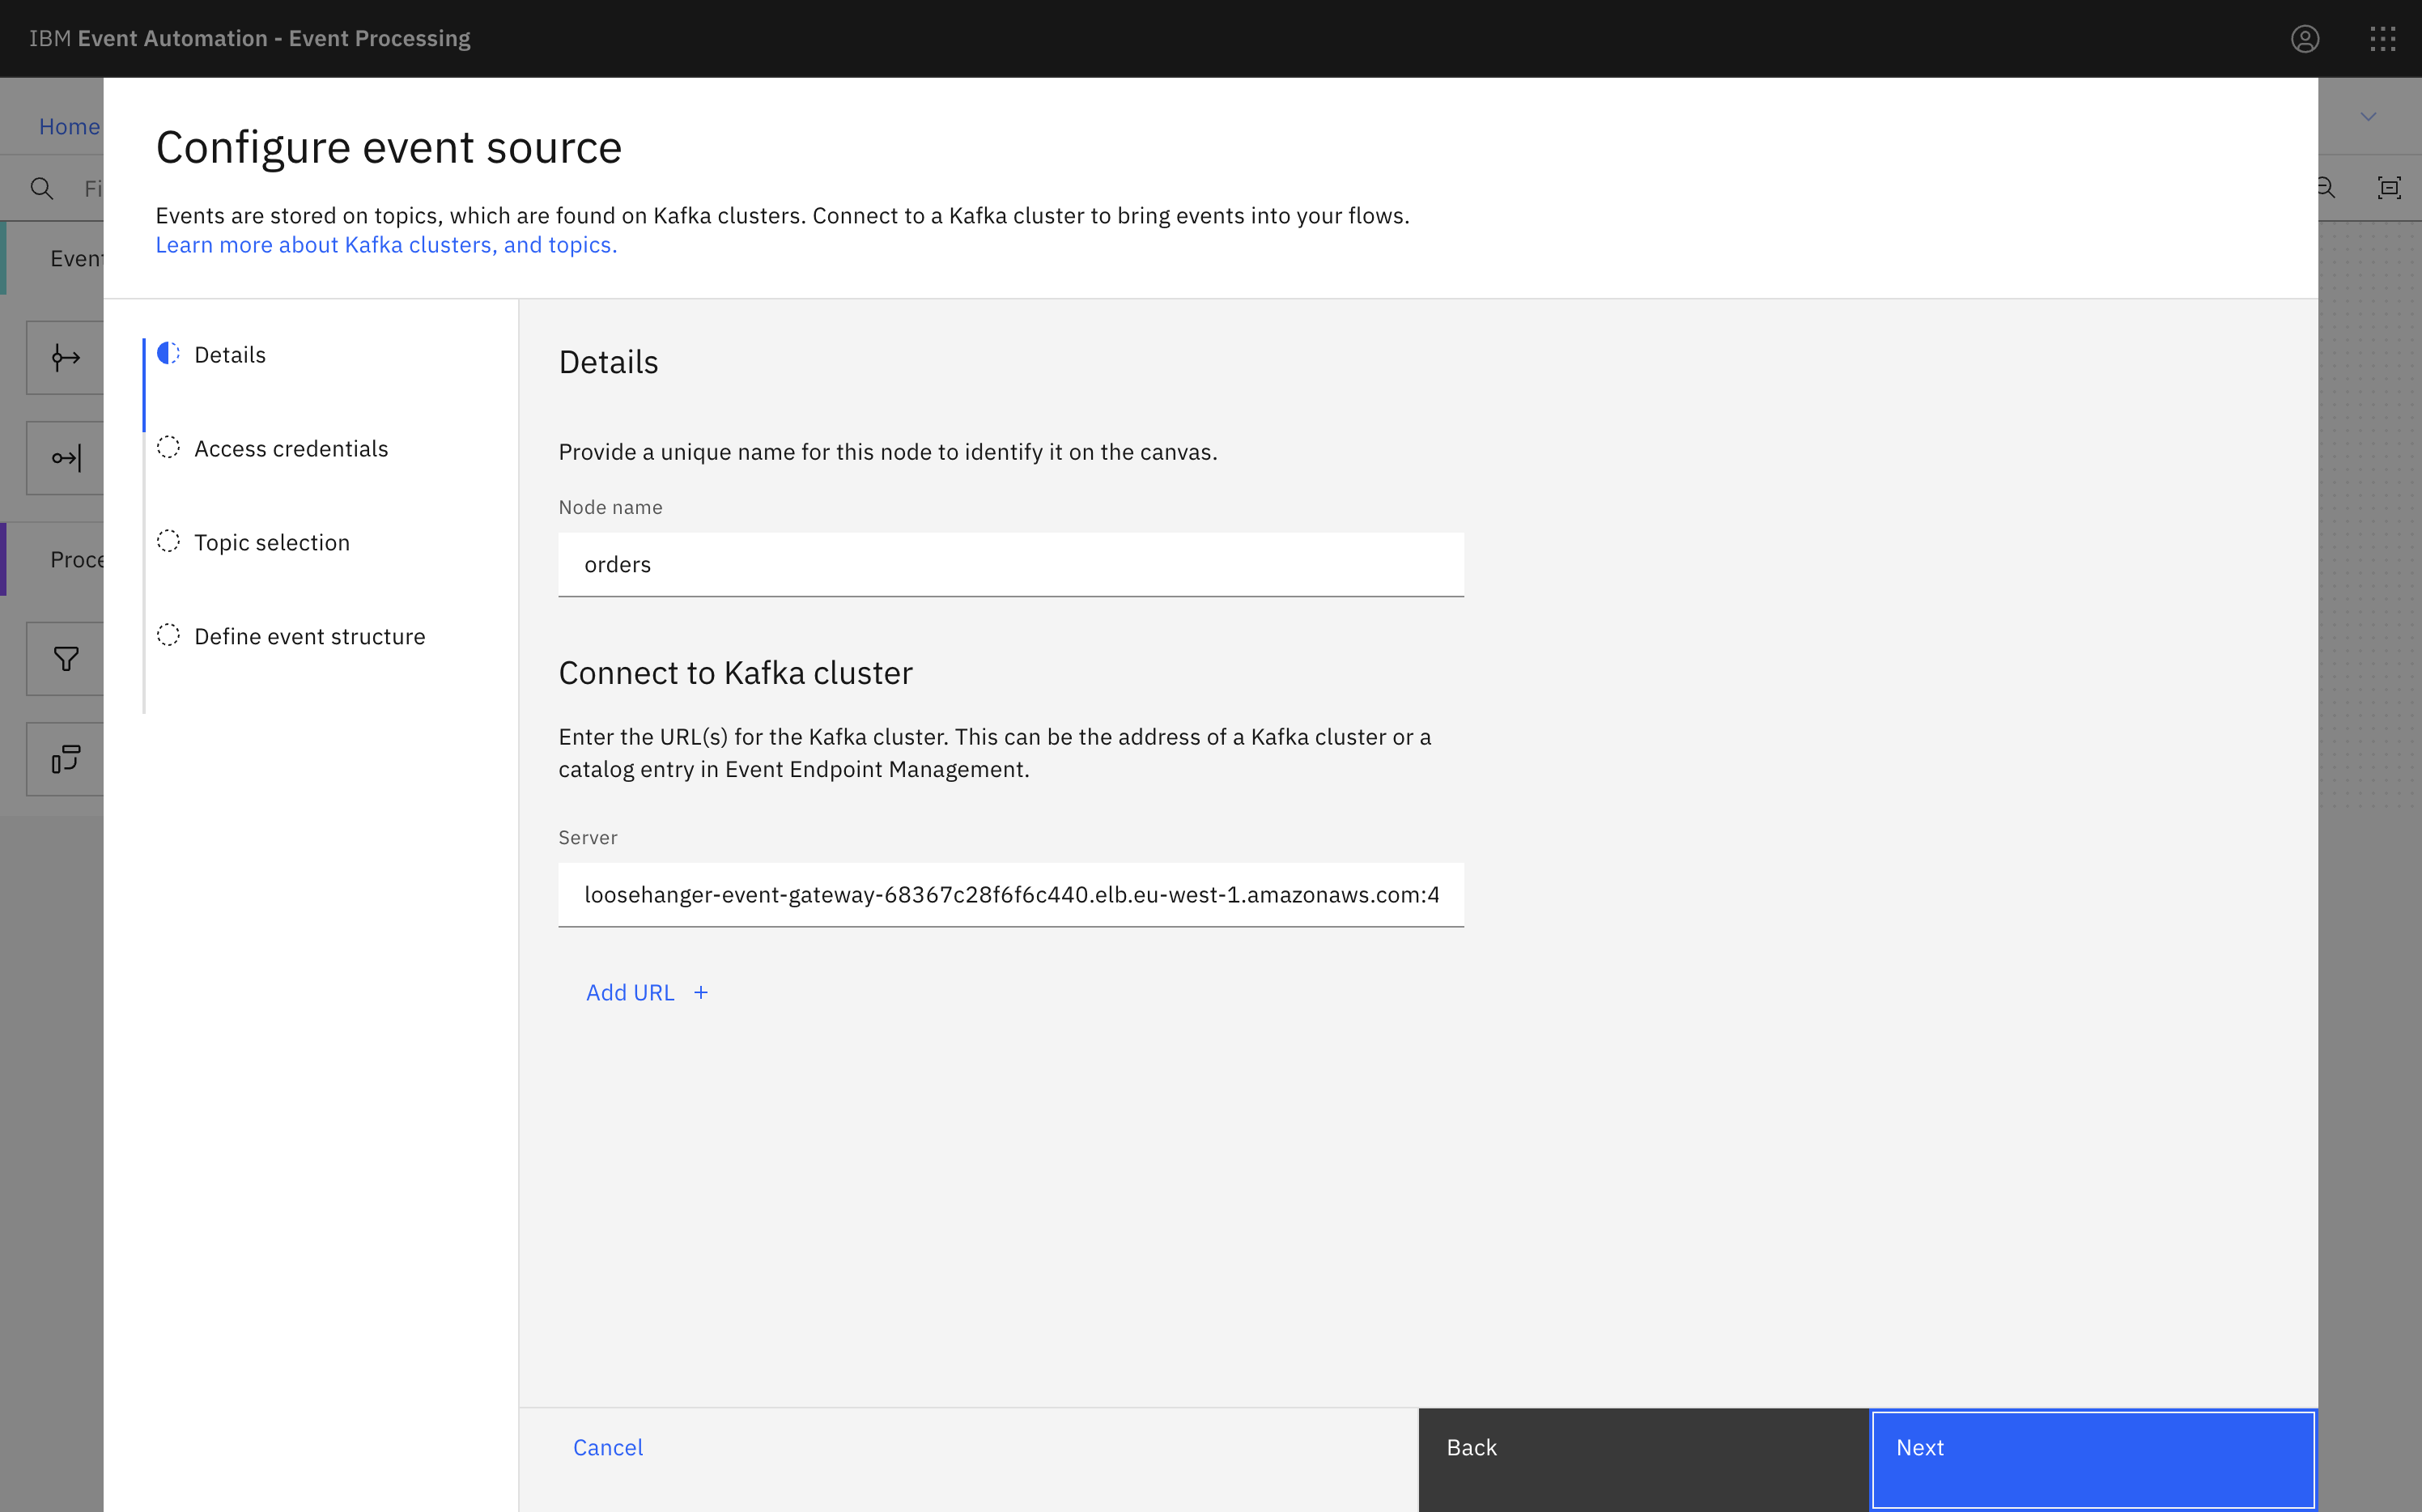 IBM Event Automation - Event Processing
Home
Configure event source
Events are stored on topics, which are found on Kafka clusters. Connect to a Kafka cluster to bring events into your flows.
Learn more about Kafka clusters, and topics.
Details
Access credentials
Topic selection
Define event structure
Details
Provide a unique name for this node to identify it on the canvas.
Node name
orders
Connect to Kafka cluster
Enter the URL(s) for the Kafka cluster. This can be the address of a Kafka cluster or a
catalog entry in Event Endpoint Management.
Server
loosehanger-event-gateway-68367c28f6f6c440.elb.eu-west-1.amazonaws.com:4
Add URL +
Cancel
Back
Next